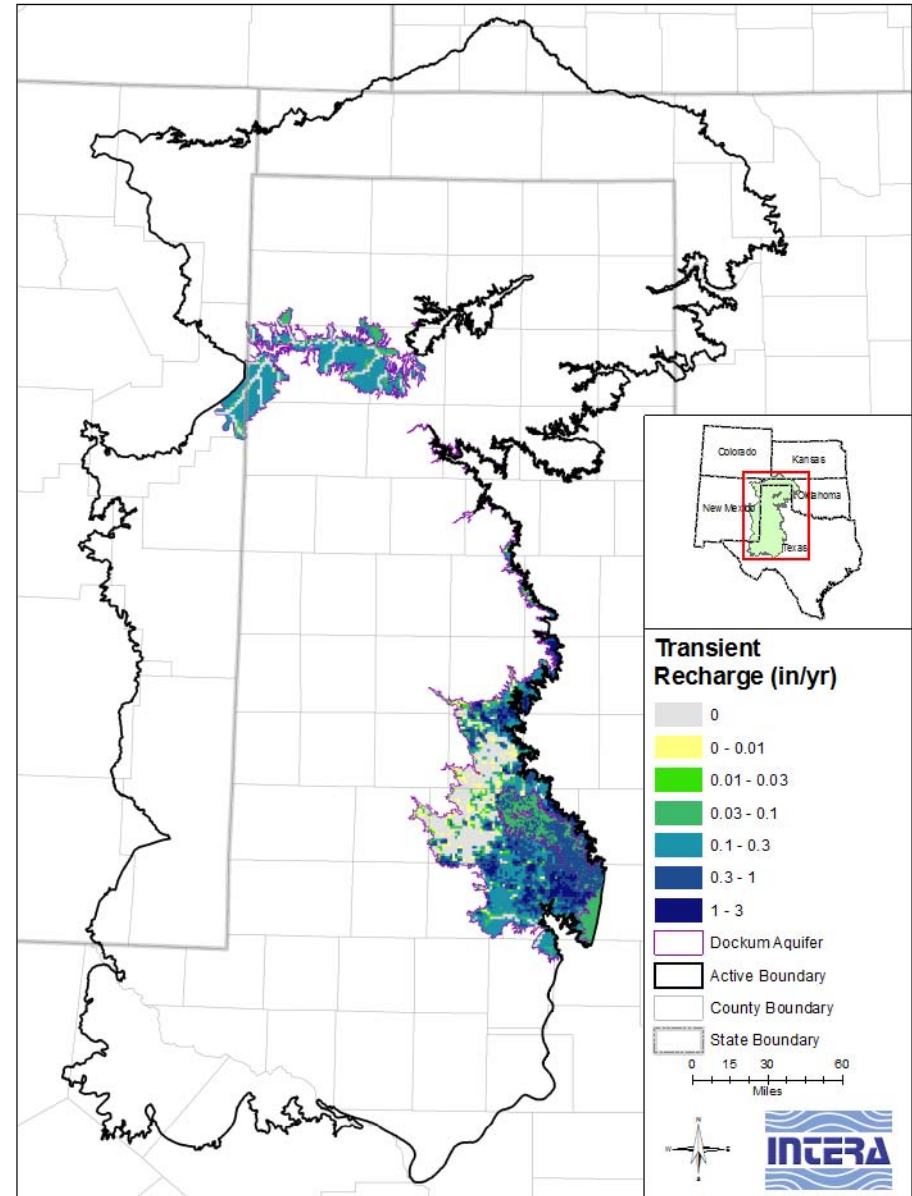 Colorado
Kansas
New Mexico
Oklahoma
Texas
Transient
Recharge (in/yr)
0
0 - 0.01
0.01 - 0.03
0.03 - 0.1
0.1 - 0.3
0.3 - 1
1 - 3
Dockum Aquifer
Active Boundary
County Boundary
State Boundary
0 15 30 60
Miles
N
W E
S
INTERA